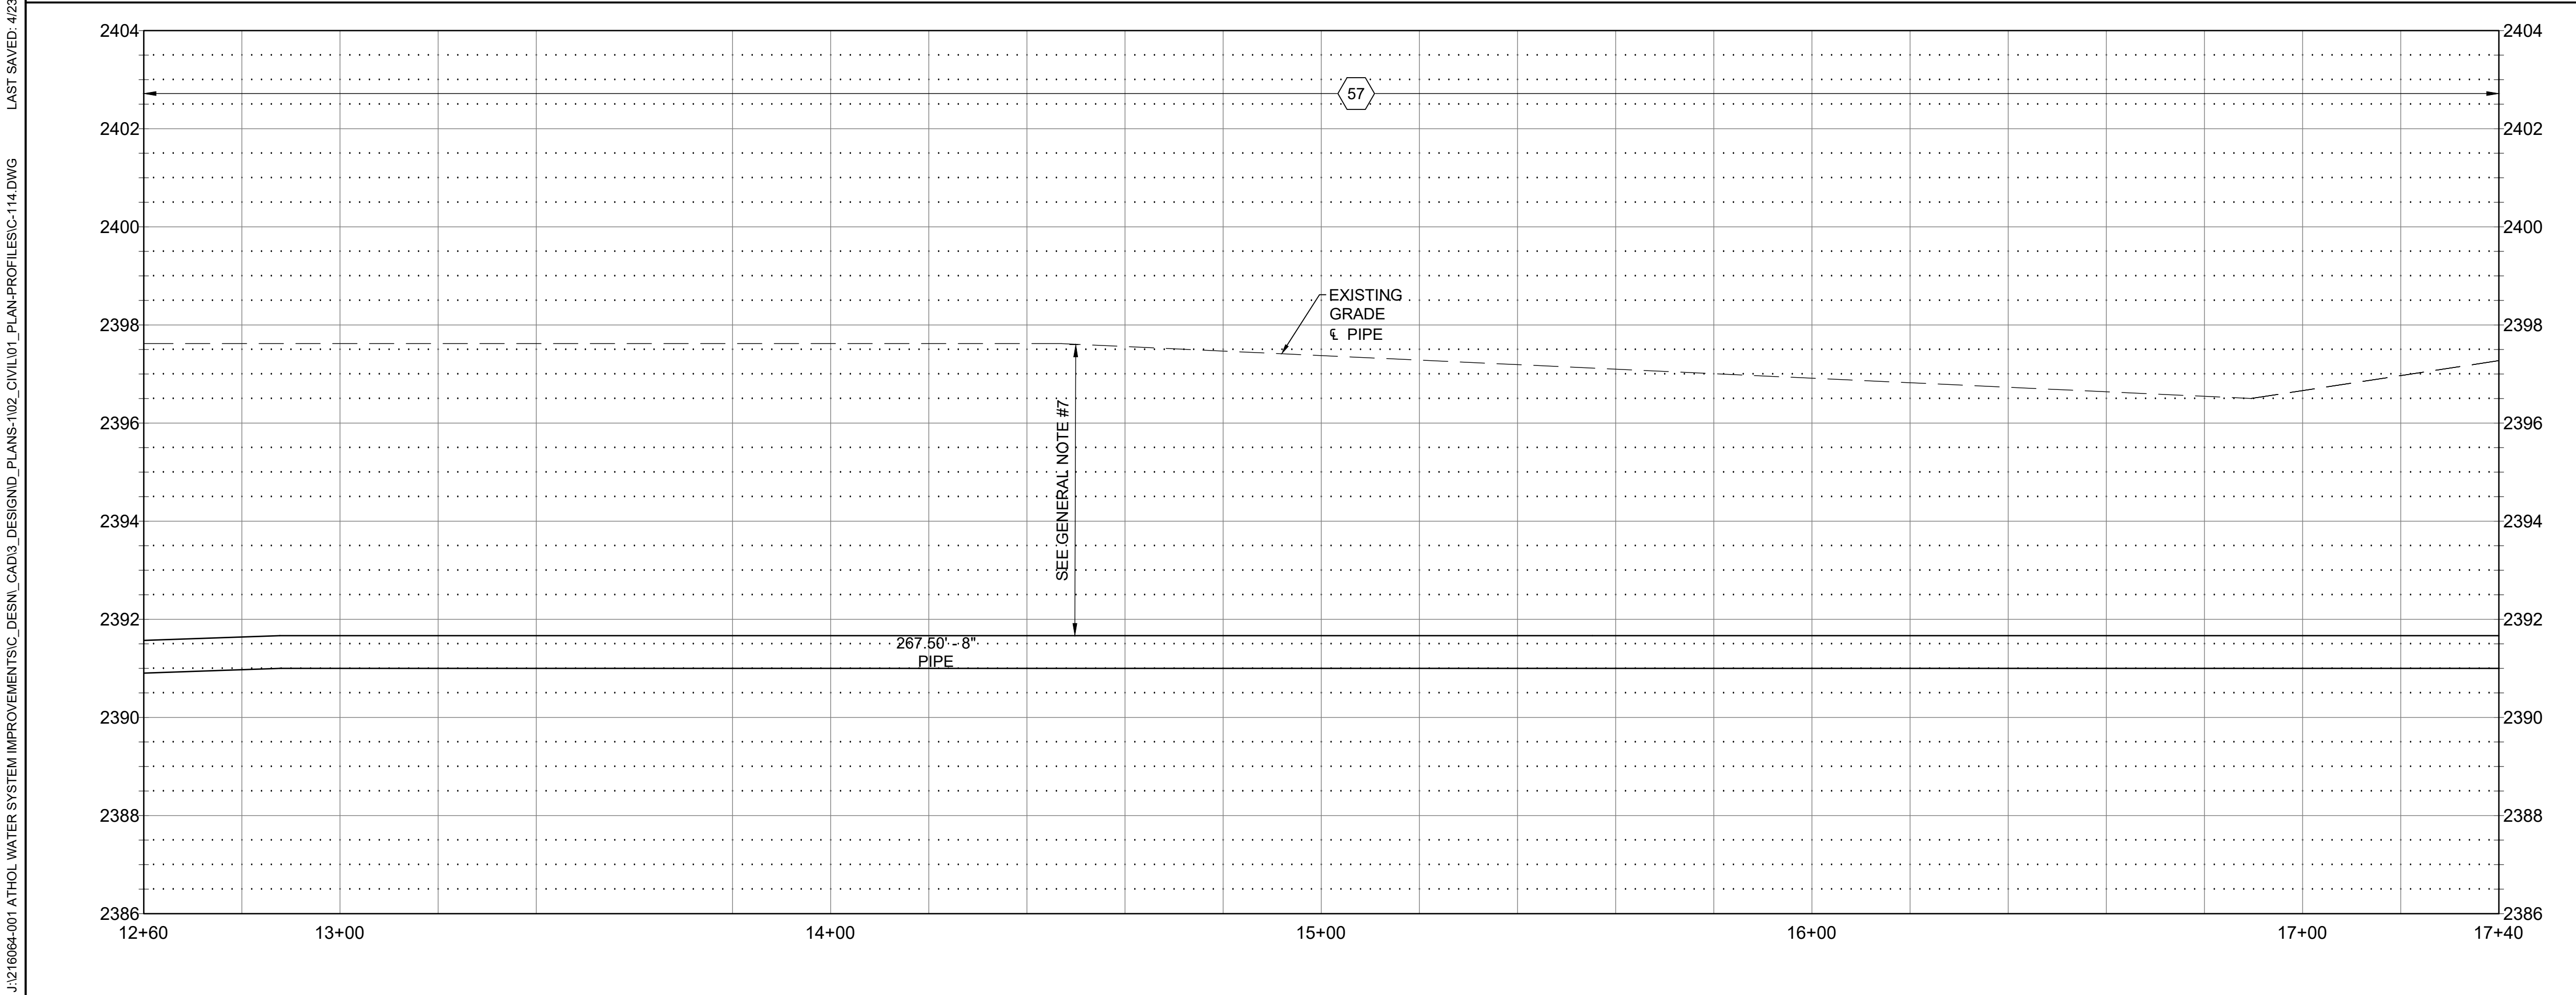 J:\216064-001 ATHOL WATER SYSTEM IMPROVEMENTS\C_DESN\_CAD\3_DESIGN\D_PLANS-1\02_CIVIL\01_PLAN-PROFILES\C-114.DWG LAST SAVED: 4/23
2404 2404
57
2402 2402
2400 2400
EXISTING
GRADE
℄ PIPE
2398 2398
SEE GENERAL NOTE #7
2396 2396
2394 2394
2392 2392
267.50' - 8"
PIPE
2390 2390
2388 2388
2386 2386
12+60 13+00 14+00 15+00 16+00 17+00 17+40